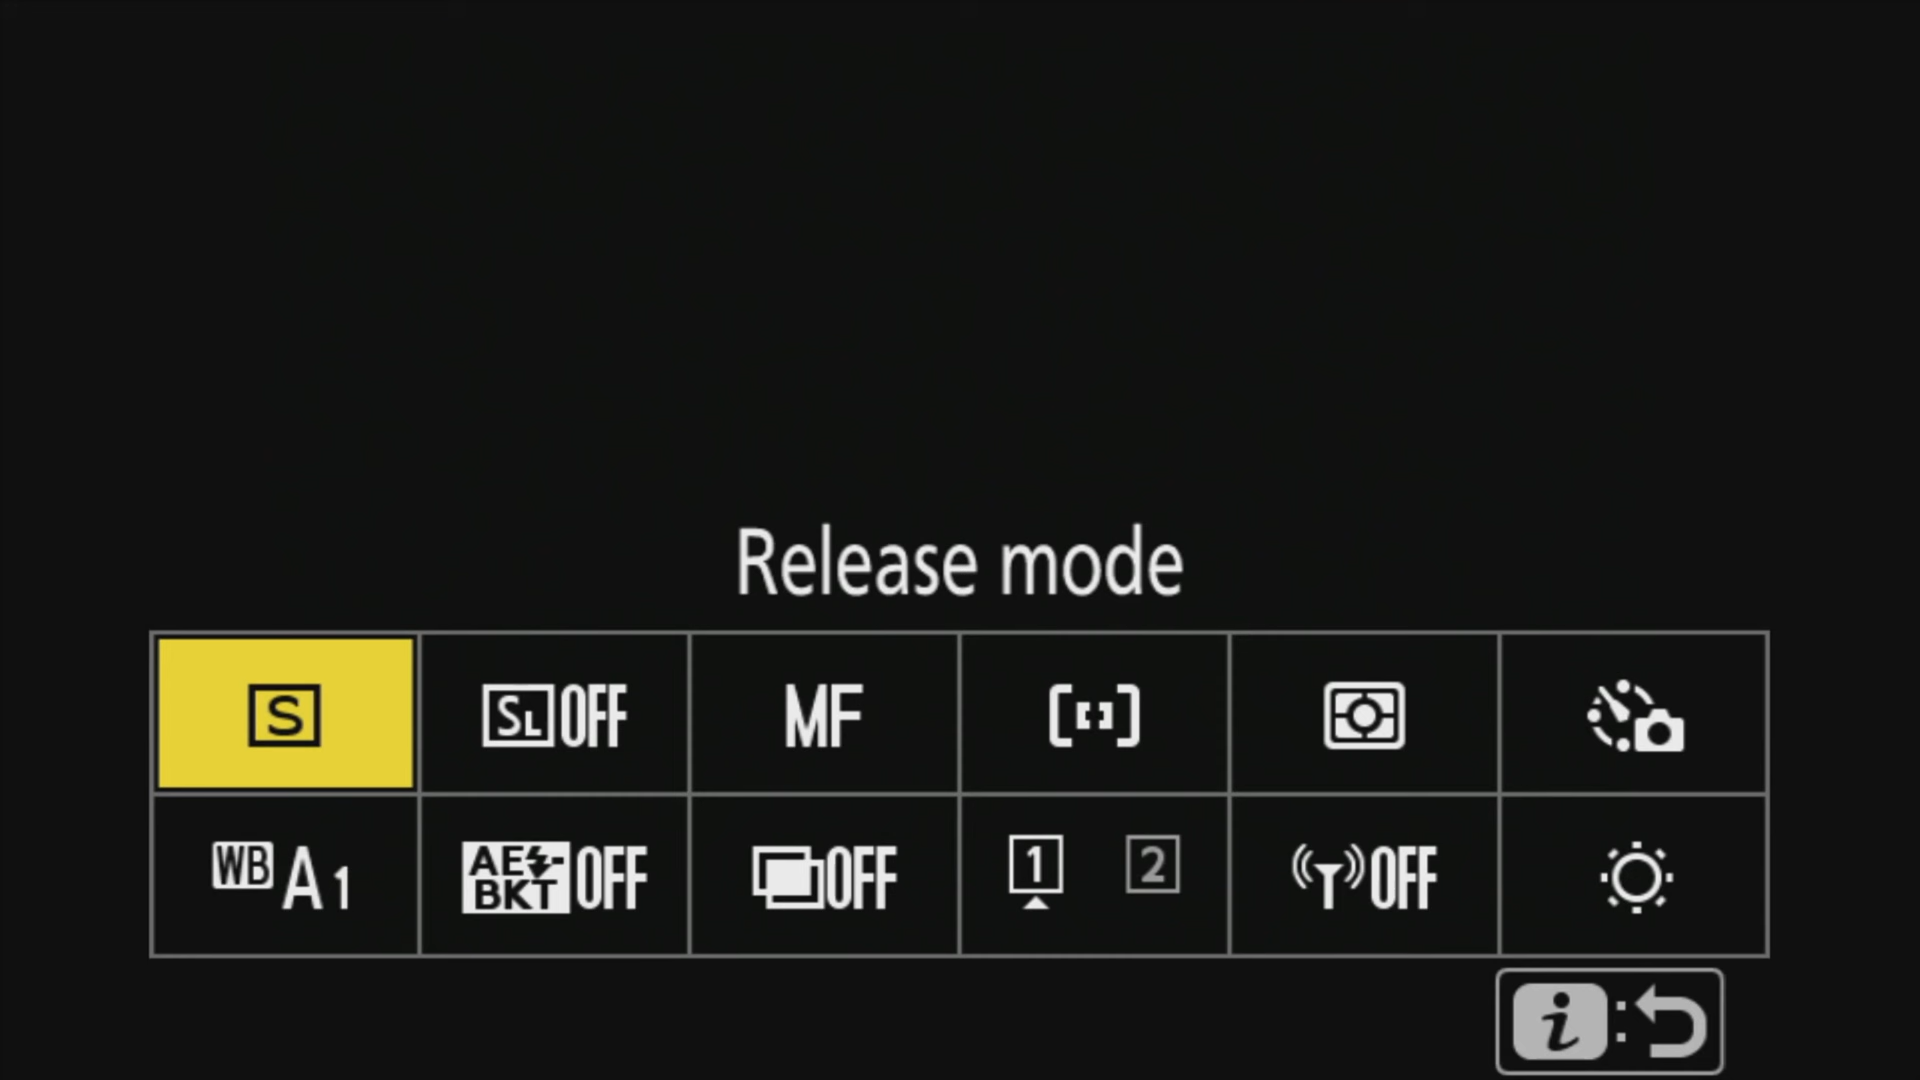 Release mode
S
SL OFF
MF
WB A1
AE BKT OFF
OFF
1 2
OFF
i :